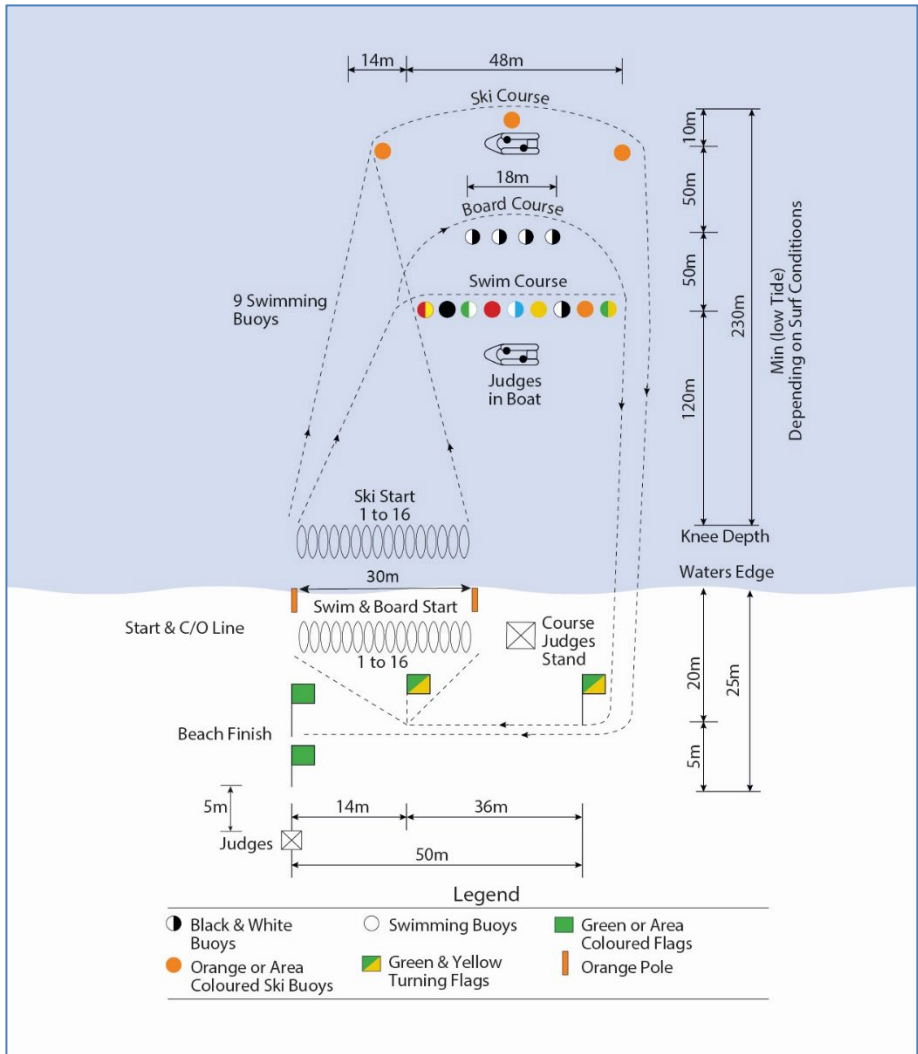 14m
48m
Ski Course
10m
18m
Board Course
50m
50m
Swim Course
9 Swimming
Buoys
230m
Min (low Tide)
Depending on Surf Conditioons
Judges
in Boat
120m
Ski Start
1 to 16
Knee Depth
Waters Edge
30m
Swim & Board Start
Start & C/O Line
Course
Judges
Stand
1 to 16
20m
25m
Beach Finish
5m
5m
14m
36m
Judges
50m
Legend
Black & White
Buoys
Swimming Buoys
Green or Area
Coloured Flags
Orange or Area
Coloured Ski Buoys
Green & Yellow
Turning Flags
Orange Pole